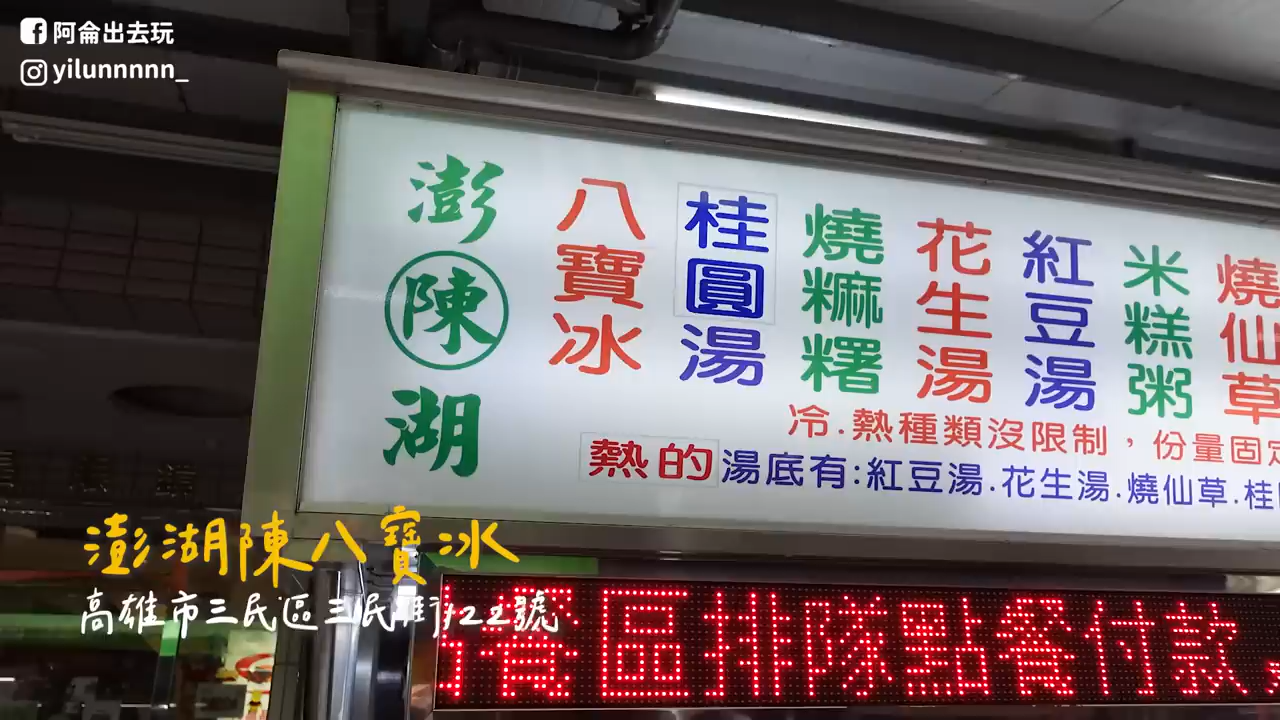 阿侖出去玩
yilunnnnn_
澎陳湖
八寶冰
桂圓湯
燒麻糬
花生湯
紅豆湯
米糕粥
燒仙草
冷.熱種類沒限制，份量固定
熱的湯底有:紅豆湯.花生湯.燒仙草.桂
澎湖陳八寶冰
高雄市三民區三民街22號
餐區排隊點餐付款